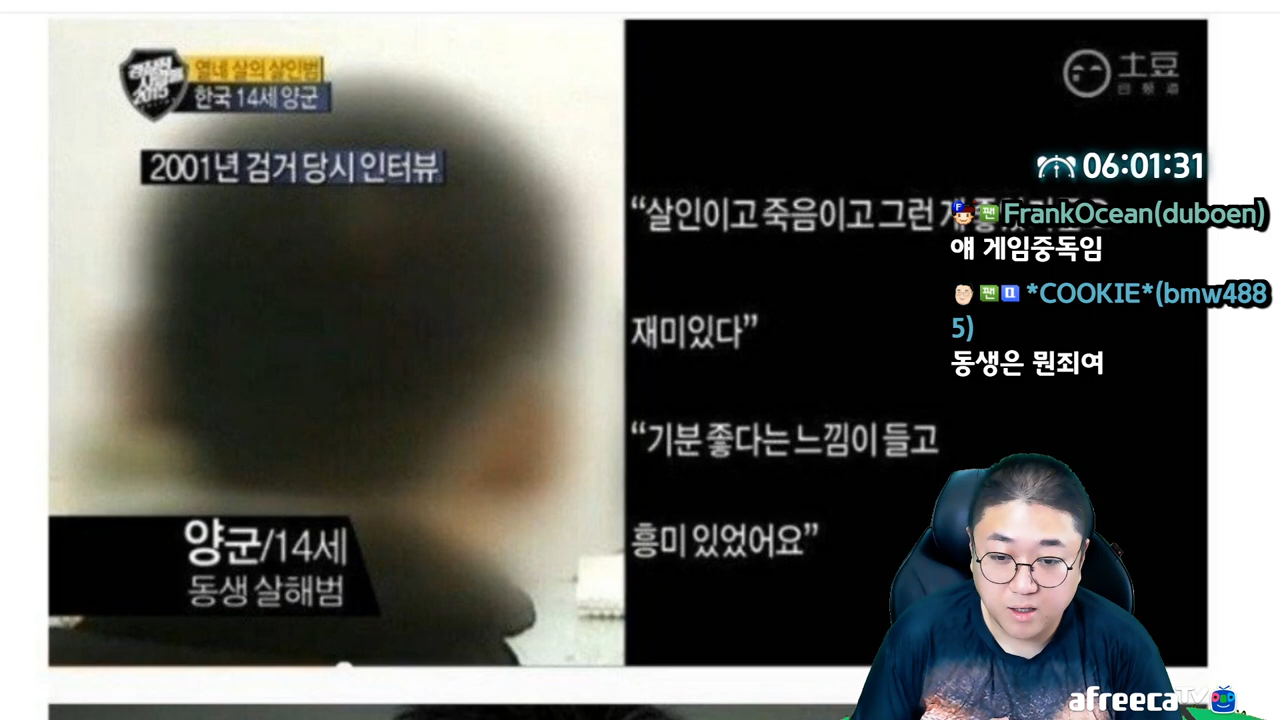 열네 살의 살인범
한국 14세 양군
2001년 검거 당시 인터뷰
土豆
“살인이고 죽음이고 그런 게
재미있다”
“기분 좋다는 느낌이 들고
흥미 있었어요”
양군/14세
동생 살해범
06:01:31
팬 FrankOcean(duboen)
얘 게임중독임
팬 *COOKIE*(bmw488
5)
동생은 뭔죄여
afreecaTV